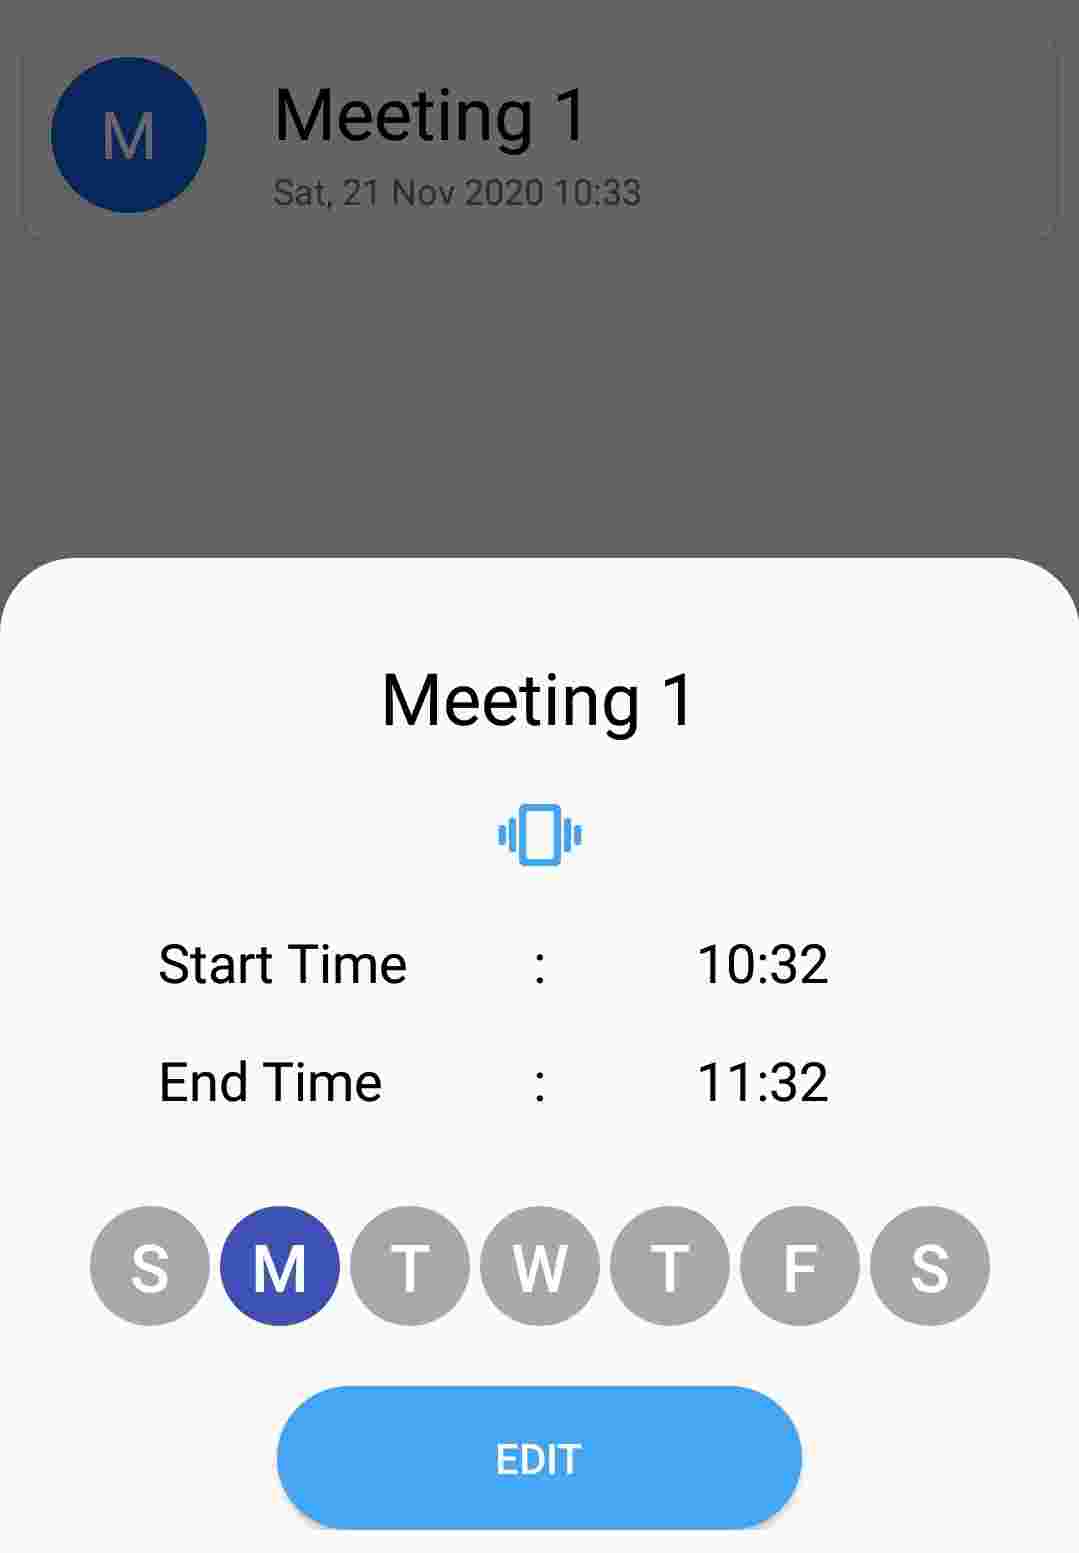 M
Meeting 1
Sat, 21 Nov 2020 10:33
Meeting 1
Start Time : 10:32
End Time : 11:32
S M T W T F S
EDIT